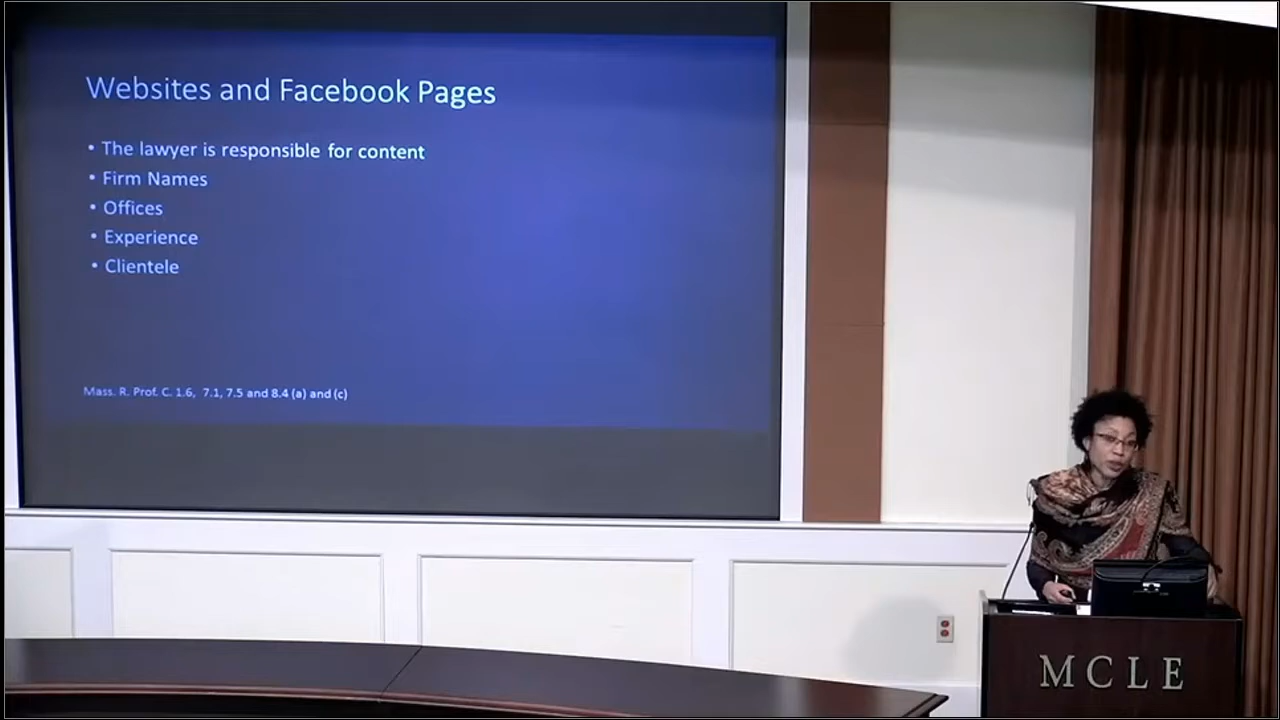 Websites and Facebook Pages
• The lawyer is responsible for content
• Firm Names
• Offices
• Experience
• Clientele
Mass. R. Prof. C. 1.6, 7.1, 7.5 and 8.4 (a) and (c)
MCLE